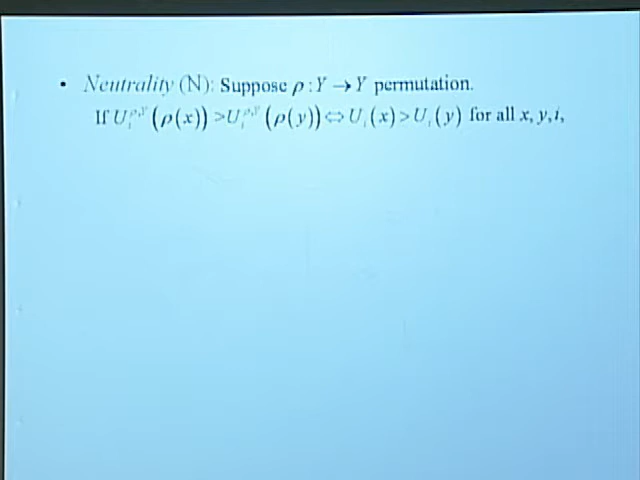 • Neutrality (N): Suppose ρ : Y → Y permutation.
If U_i^{ρ,Y}(ρ(x)) > U_i^{ρ,Y}(ρ(y)) ⇔ U_i(x) > U_i(y) for all x, y, i,